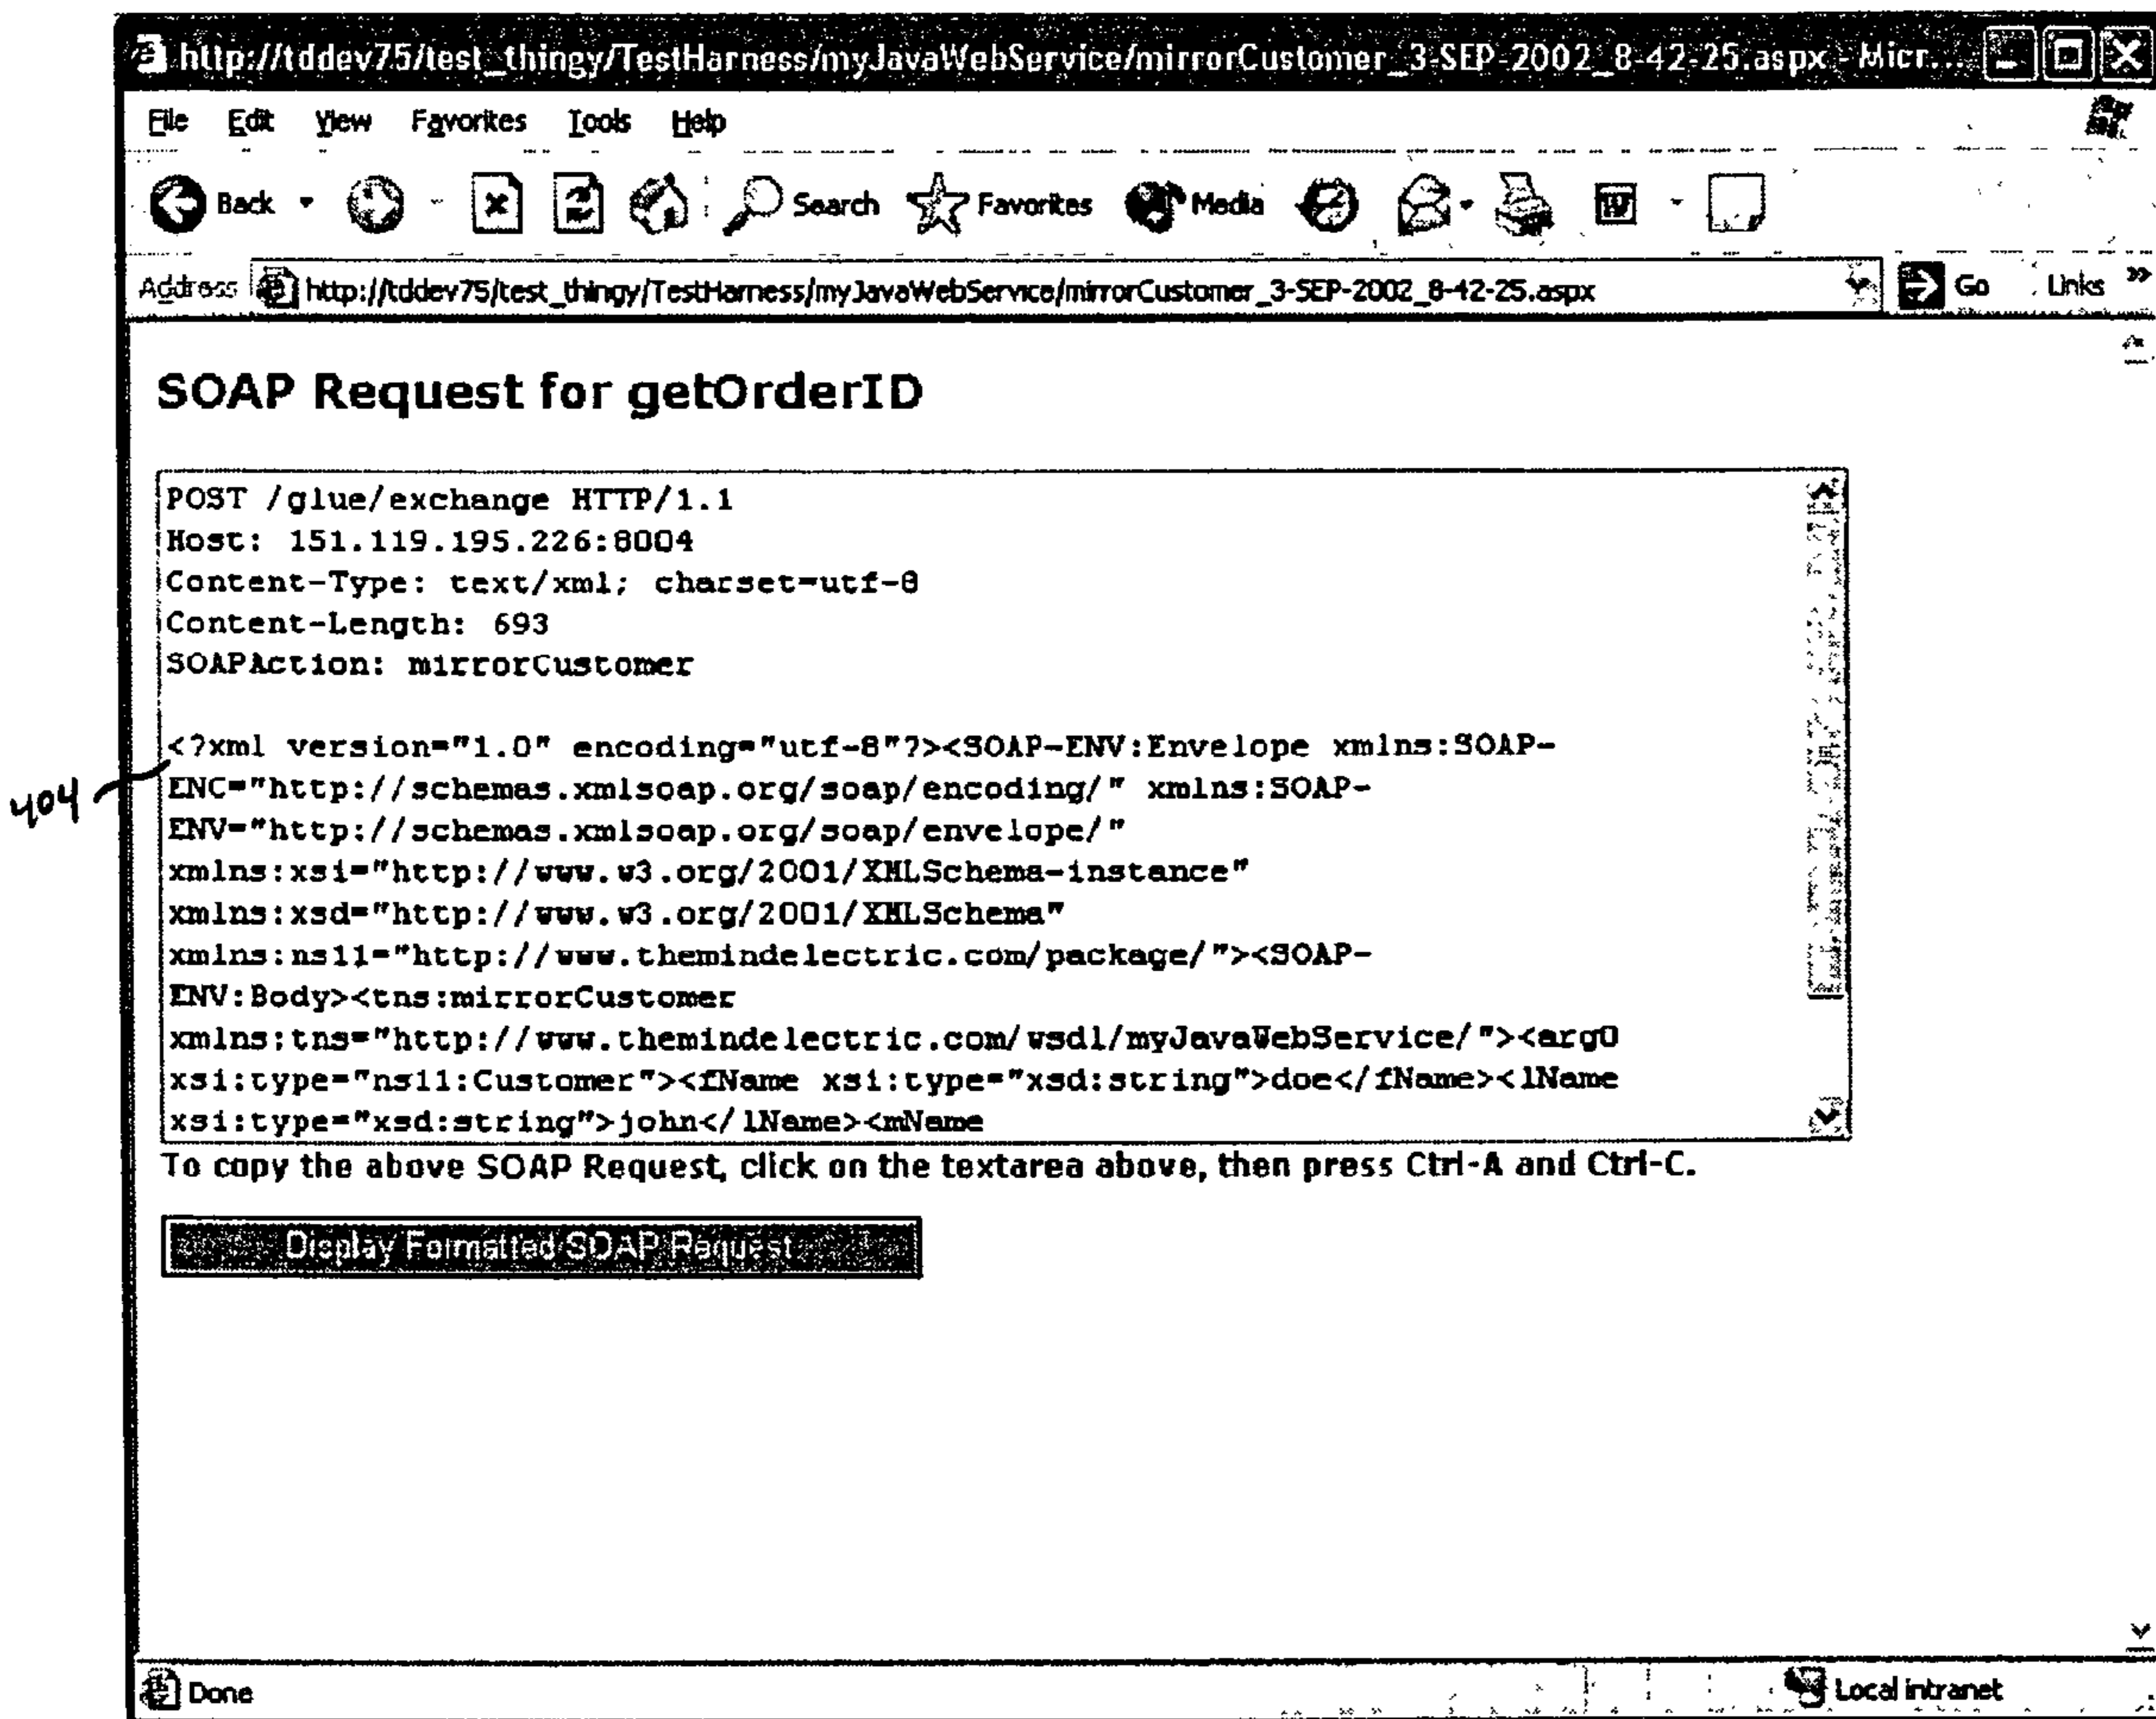 http://tddev75/test_thingy/TestHarness/myJavaWebService/mirrorCustomer_3-SEP-2002_8-42-25.aspx - Micr...
File Edit View Favorites Tools Help
Back Search Favorites Media
Address http://tddev75/test_thingy/TestHarness/myJavaWebService/mirrorCustomer_3-SEP-2002_8-42-25.aspx Go Links »
SOAP Request for getOrderID
POST /glue/exchange HTTP/1.1
Host: 151.119.195.226:8004
Content-Type: text/xml; charset=utf-8
Content-Length: 693
SOAPAction: mirrorCustomer
<?xml version="1.0" encoding="utf-8"?><SOAP-ENV:Envelope xmlns:SOAP-
404
ENC="http://schemas.xmlsoap.org/soap/encoding/" xmlns:SOAP-
ENV="http://schemas.xmlsoap.org/soap/envelope/"
xmlns:xsi="http://www.w3.org/2001/XMLSchema-instance"
xmlns:xsd="http://www.w3.org/2001/XMLSchema"
xmlns:ns11="http://www.themindelectric.com/package/"><SOAP-
ENV:Body><tns:mirrorCustomer
xmlns:tns="http://www.themindelectric.com/wsdl/myJavaWebService/"><arg0
xsi:type="ns11:Customer"><fName xsi:type="xsd:string">doe</fName><lName
xsi:type="xsd:string">john</lName><mName
To copy the above SOAP Request, click on the textarea above, then press Ctrl-A and Ctrl-C.
Display Formatted SOAP Request
Done Local intranet